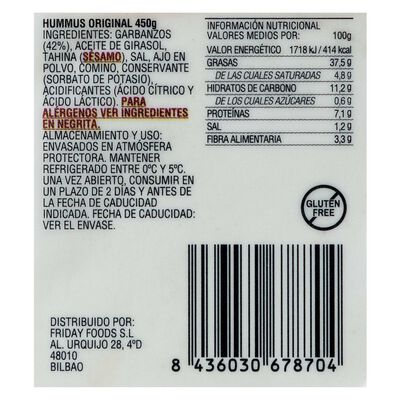 HUMMUS ORIGINAL 450g
INGREDIENTES: GARBANZOS
(42%), ACEITE DE GIRASOL,
TAHINA (SÉSAMO), SAL, AJO EN
POLVO, COMINO, CONSERVANTE
(SORBATO DE POTASIO),
ACIDIFICANTES (ÁCIDO CÍTRICO Y
ÁCIDO LÁCTICO). PARA
ALÉRGENOS VER INGREDIENTES
EN NEGRITA.
ALMACENAMIENTO Y USO:
ENVASADOS EN ATMÓSFERA
PROTECTORA. MANTENER
REFRIGERADO ENTRE 0ºC Y 5ºC.
UNA VEZ ABIERTO, CONSUMIR EN
UN PLAZO DE 2 DÍAS Y ANTES DE
LA FECHA DE CADUCIDAD
INDICADA. FECHA DE CADUCIDAD:
VER EL ENVASE.
DISTRIBUIDO POR:
FRIDAY FOODS S.L
AL. URQUIJO 28, 4ºD
48010
BILBAO
INFORMACIÓN NUTRICIONAL
VALORES MEDIOS POR: 100g
VALOR ENERGÉTICO 1718 kJ / 414 kcal
GRASAS 37,5 g
DE LAS CUALES SATURADAS 4,8 g
HIDRATOS DE CARBONO 11,2 g
DE LOS CUALES AZÚCARES 0,6 g
PROTEÍNAS 7,1 g
SAL 1,2 g
FIBRA ALIMENTARIA 3,3 g
GLUTEN
FREE
8 436030 678704